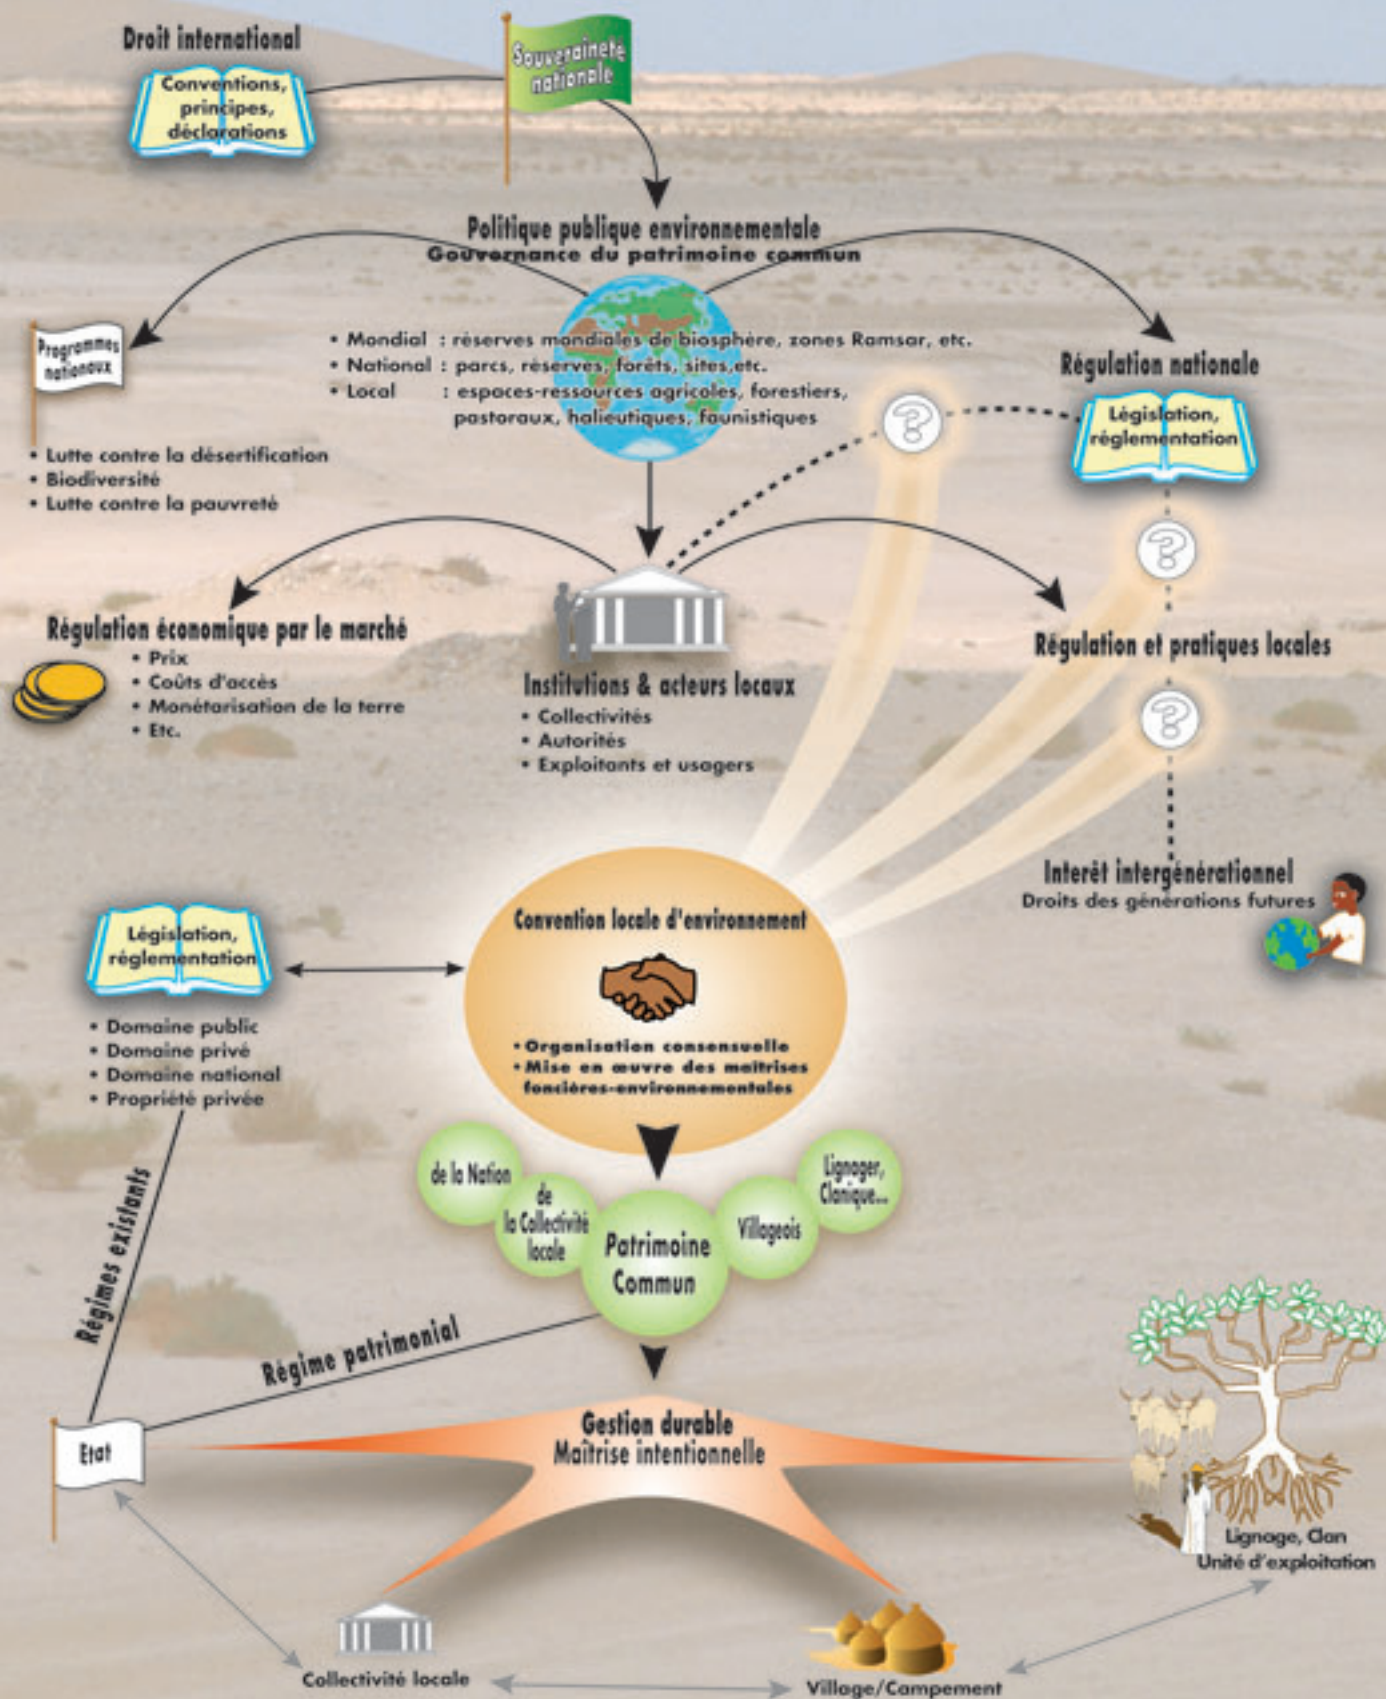 Droit international
Conventions,
principes,
déclarations
Souveraineté
nationale
Politique publique environnementale
Gouvernance du patrimoine commun
• Mondial : réserves mondiales de biosphère, zones Ramsar, etc.
• National : parcs, réserves, forêts, sites,etc.
• Local : espaces-ressources agricoles, forestiers,
pastoraux, halieutiques, faunistiques
Programmes
nationaux
• Lutte contre la désertification
• Biodiversité
• Lutte contre la pauvreté
Régulation nationale
Législation,
réglementation
?
?
?
Régulation économique par le marché
• Prix
• Coûts d'accès
• Monétarisation de la terre
• Etc.
Institutions & acteurs locaux
• Collectivités
• Autorités
• Exploitants et usagers
Régulation et pratiques locales
Interêt intergénérationnel
Droits des générations futures
Convention locale d'environnement
• Organisation consensuelle
• Mise en œuvre des maîtrises
foncières-environnementales
Législation,
réglementation
• Domaine public
• Domaine privé
• Domaine national
• Propriété privée
de la Nation
de
la Collectivité
locale
Patrimoine
Commun
Villageois
Lignager,
Clanique...
Régimes existants
Régime patrimonial
Etat
Gestion durable
Maîtrise intentionnelle
Lignage, Clan
Unité d'exploitation
Collectivité locale
Village/Campement